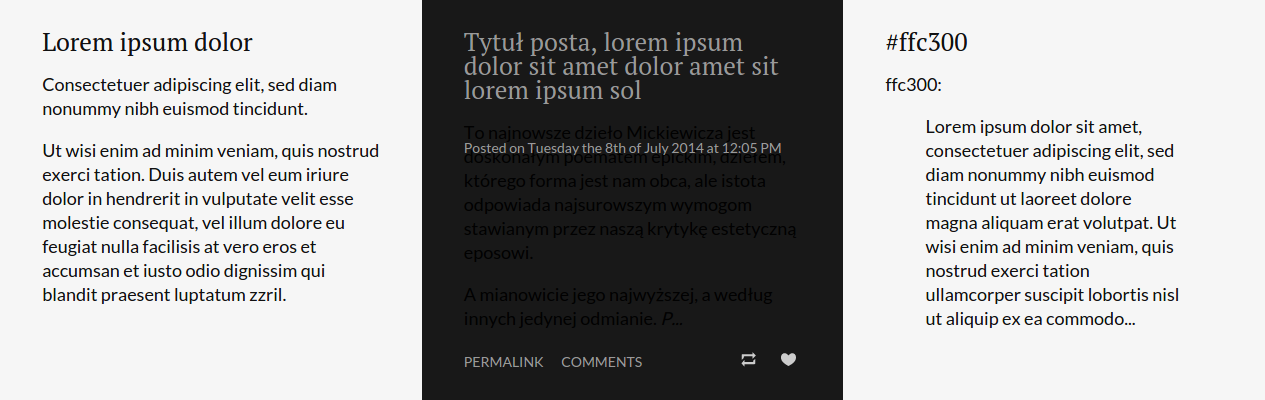 Lorem ipsum dolor
Consectetuer adipiscing elit, sed diam
nonummy nibh euismod tincidunt.
Ut wisi enim ad minim veniam, quis nostrud
exerci tation. Duis autem vel eum iriure
dolor in hendrerit in vulputate velit esse
molestie consequat, vel illum dolore eu
feugiat nulla facilisis at vero eros et
accumsan et iusto odio dignissim qui
blandit praesent luptatum zzril.
Tytuł posta, lorem ipsum
dolor sit amet dolor amet sit
lorem ipsum sol
To najnowsze dzieło Mickiewicza jest
Posted on Tuesday the 8th of July 2014 at 12:05 PM
doskonałym poematem epickim, dziełem,
którego forma jest nam obca, ale istota
odpowiada najsurowszym wymogom
stawianym przez naszą krytykę estetyczną
eposowi.
A mianowicie jego najwyższej, a według
innych jedynej odmianie. P...
PERMALINK COMMENTS
#ffc300
ffc300:
Lorem ipsum dolor sit amet,
consectetuer adipiscing elit, sed
diam nonummy nibh euismod
tincidunt ut laoreet dolore
magna aliquam erat volutpat. Ut
wisi enim ad minim veniam, quis
nostrud exerci tation
ullamcorper suscipit lobortis nisl
ut aliquip ex ea commodo...